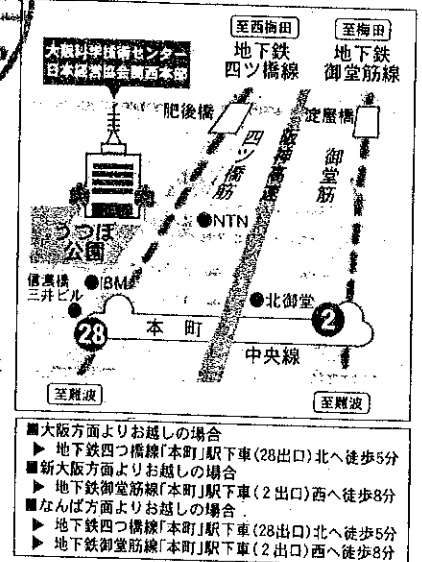 至西梅田
至梅田
大阪科学技術センター
日本経営協会関西本部
地下鉄
四ツ橋線
地下鉄
御堂筋線
肥後橋
淀屋橋
四ツ橋筋
阪神高速
御堂筋
NTN
うつぼ
公園
信濃橋
三井ビル
IBM
北御堂
28
本町
2
中央線
至難波
至難波
■大阪方面よりお越しの場合
▶ 地下鉄四つ橋線「本町」駅下車(28出口)北へ徒歩5分
■新大阪方面よりお越しの場合
▶ 地下鉄御堂筋線「本町」駅下車(2出口)西へ徒歩8分
■なんば方面よりお越しの場合
▶ 地下鉄四つ橋線「本町」駅下車(28出口)北へ徒歩5分
▶ 地下鉄御堂筋線「本町」駅下車(2出口)西へ徒歩8分